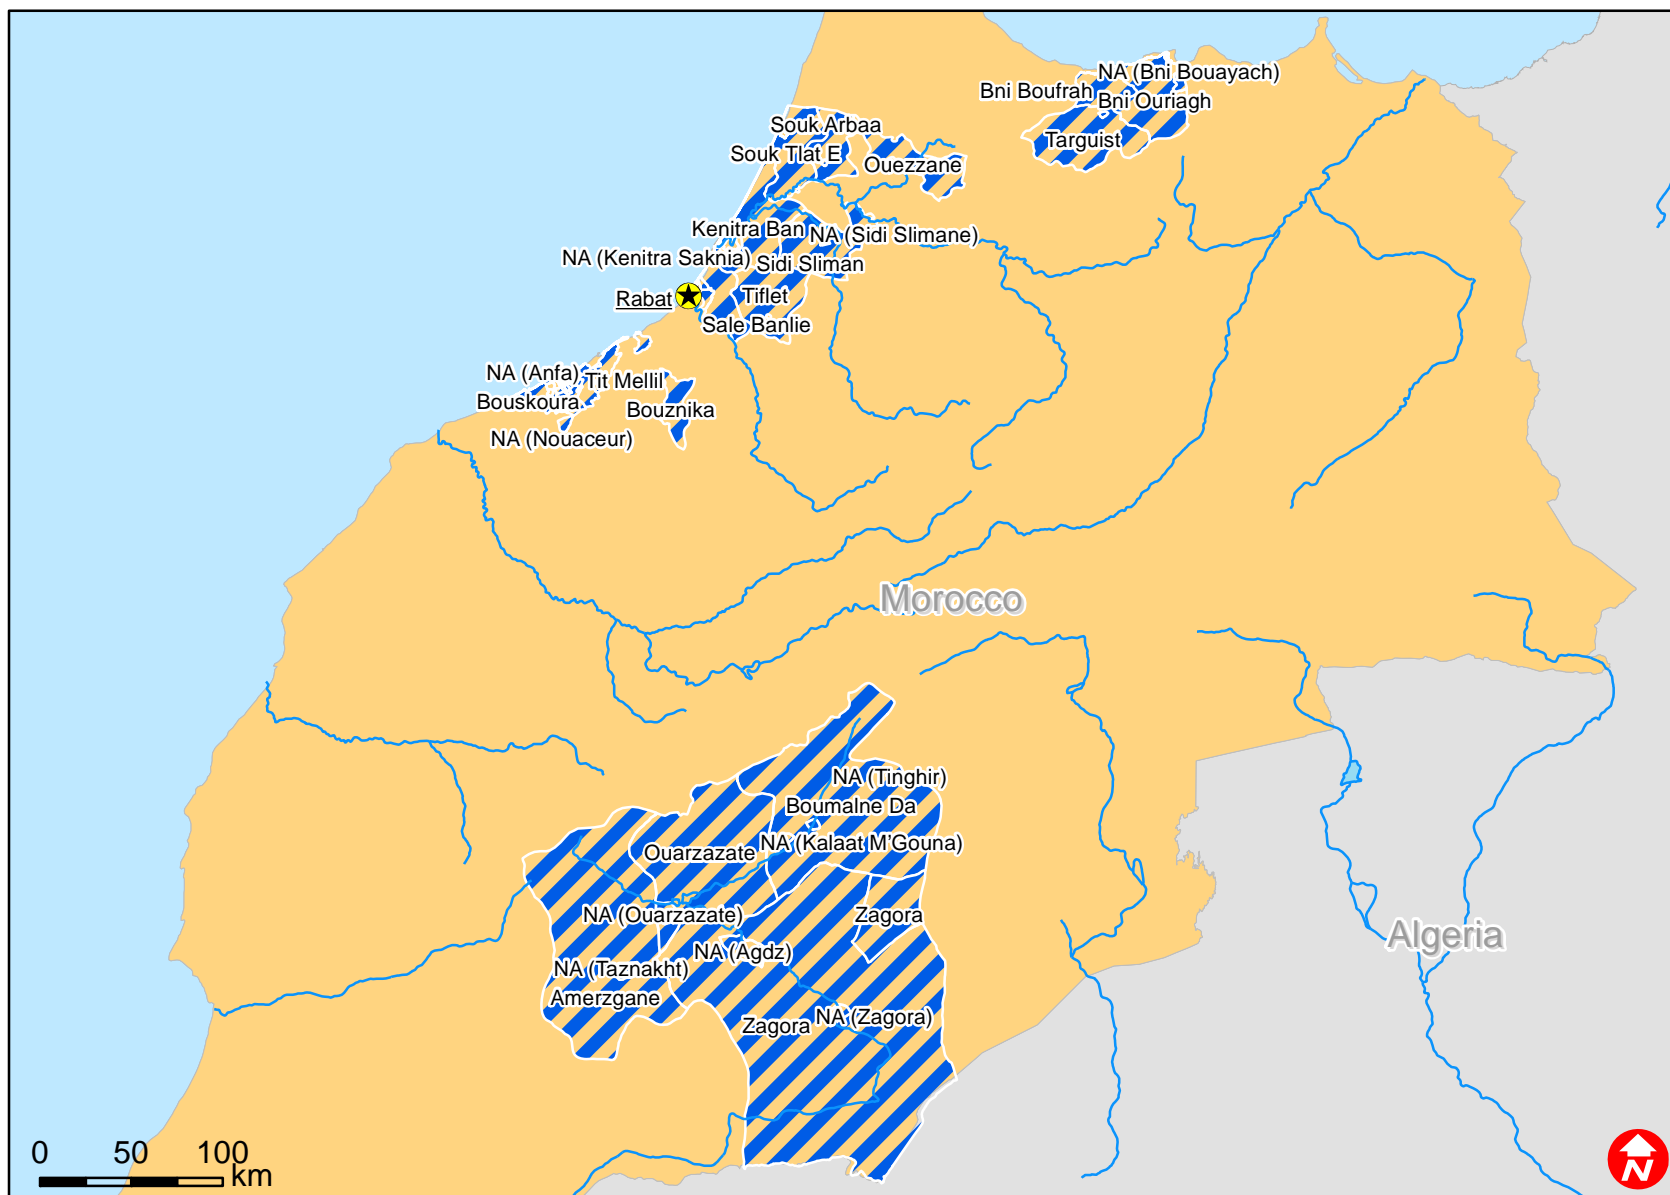 NA (Bni Bouayach)
Bni Boufrah
Bni Ouriagh
Targuist
Souk Arbaa
Souk Tlat E
Ouezzane
Kenitra Ban
NA (Sidi Slimane)
NA (Kenitra Saknia)
Sidi Sliman
Rabat
Tiflet
Sale Banlie
NA (Anfa)
Tit Mellil
Bouskoura
Bouznika
NA (Nouaceur)
Morocco
NA (Tinghir)
Boumalne Da
NA (Kalaat M'Gouna)
Ouarzazate
NA (Ouarzazate)
Zagora
NA (Agdz)
Algeria
NA (Taznakht)
Amerzgane
NA (Zagora)
Zagora
0 50 100
km
N